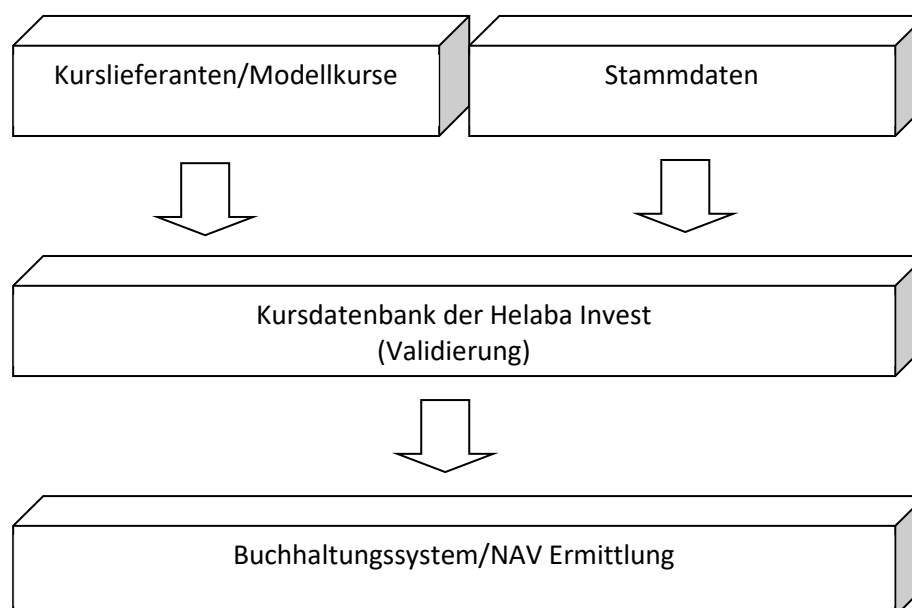 Kurslieferanten/Modellkurse
Stammdaten
Kursdatenbank der Helaba Invest
(Validierung)
Buchhaltungssystem/NAV Ermittlung